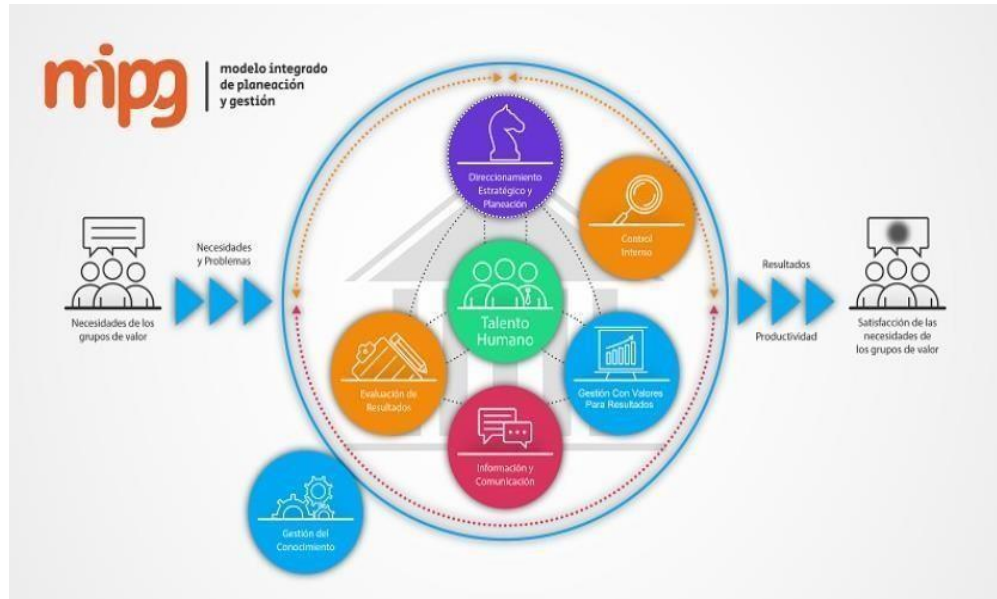 mipg
modelo integrado
de planeación
y gestión
Direccionamiento
Estratégico y
Planeación
Control
Interno
Necesidades
y Problemas
Necesidades de los
grupos de valor
Talento
Humano
Resultados
Productividad
Satisfacción de las
necesidades de
los grupos de valor
Evaluación de
Resultados
Gestión Con Valores
Para Resultados
Información y
Comunicación
Gestión del
Conocimiento